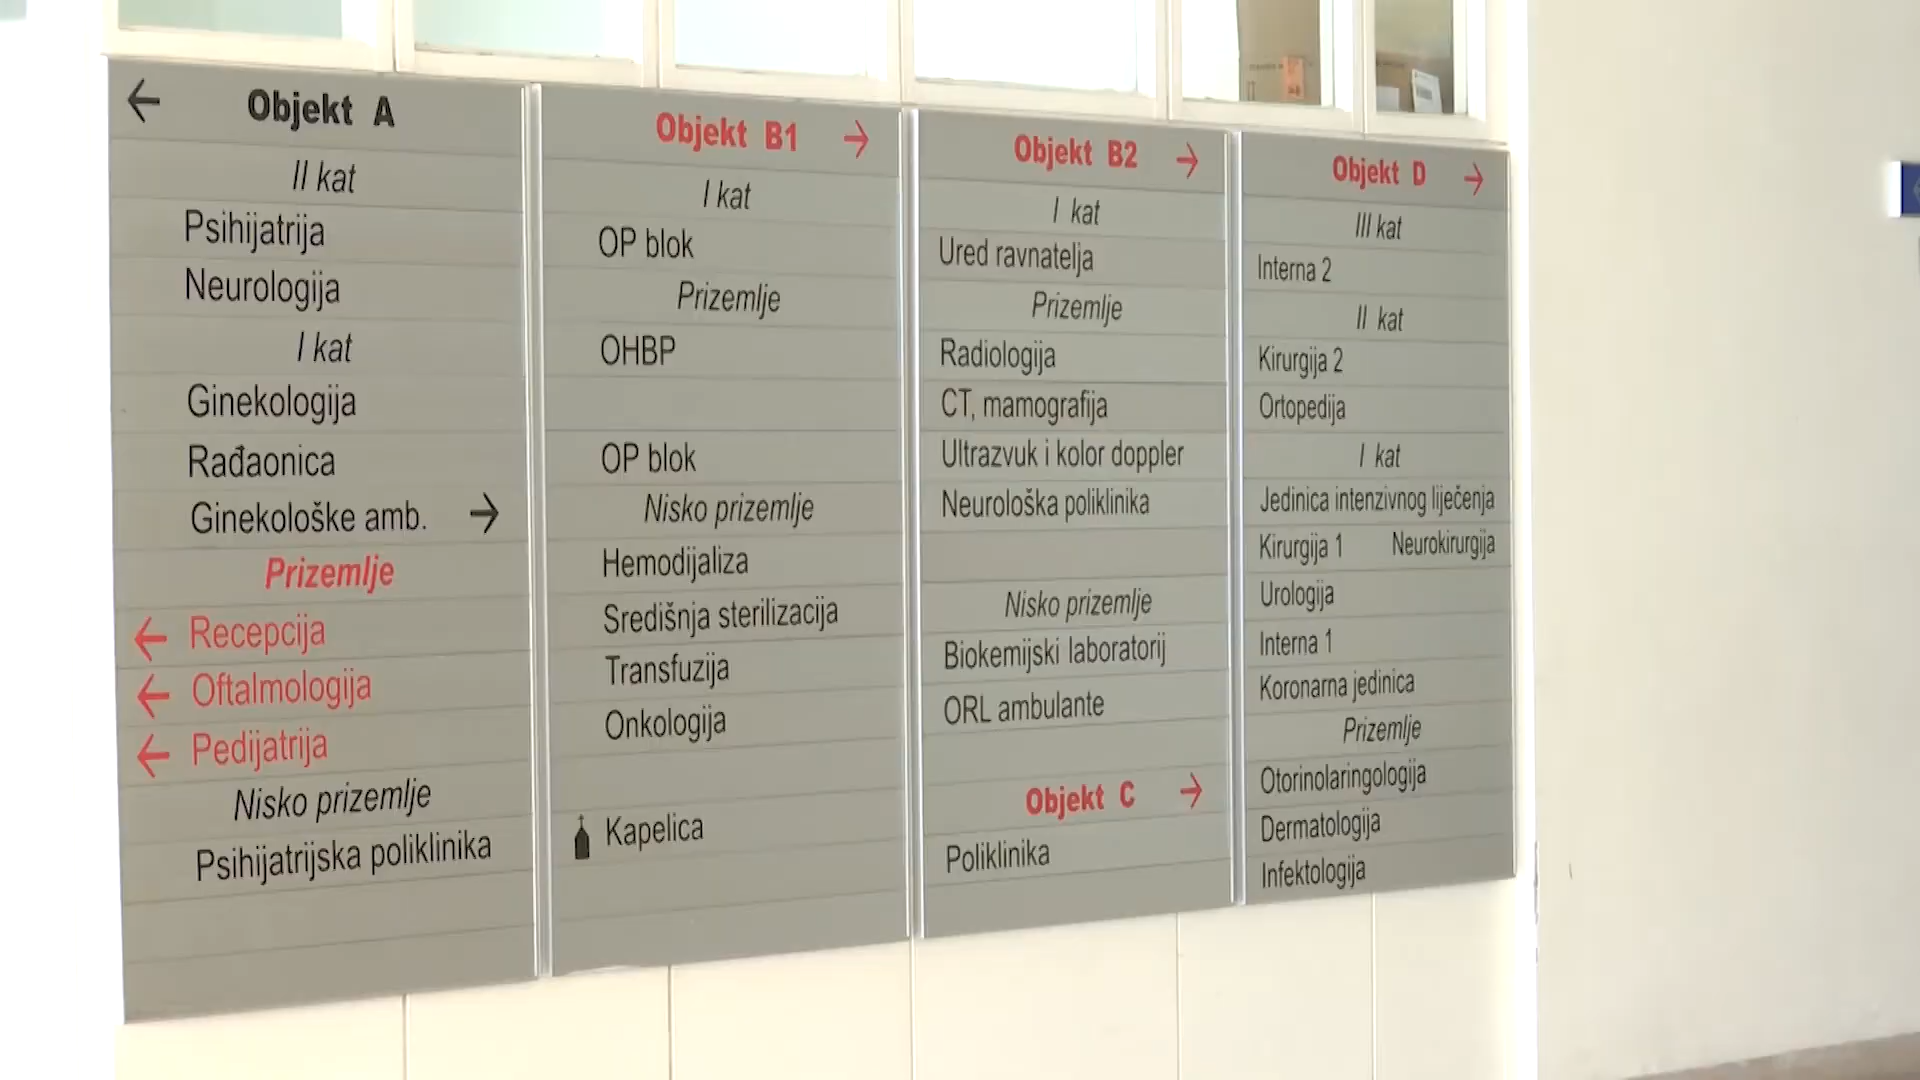 ← Objekt A
II kat
Psihijatrija
Neurologija
I kat
Ginekologija
Rađaonica
Ginekološke amb. →
Prizemlje
← Recepcija
← Oftalmologija
← Pedijatrija
Nisko prizemlje
Psihijatrijska poliklinika
Objekt B1 →
I kat
OP blok
Prizemlje
OHBP
OP blok
Nisko prizemlje
Hemodijaliza
Središnja sterilizacija
Transfuzija
Onkologija
Kapelica
Objekt B2 →
I kat
Ured ravnatelja
Prizemlje
Radiologija
CT, mamografija
Ultrazvuk i kolor doppler
Neurološka poliklinika
Nisko prizemlje
Biokemijski laboratorij
ORL ambulante
Objekt C →
Poliklinika
Objekt D →
III kat
Interna 2
II kat
Kirurgija 2
Ortopedija
I kat
Jedinica intenzivnog liječenja
Kirurgija 1 Neurokirurgija
Urologija
Interna 1
Koronarna jedinica
Prizemlje
Otorinolaringologija
Dermatologija
Infektologija